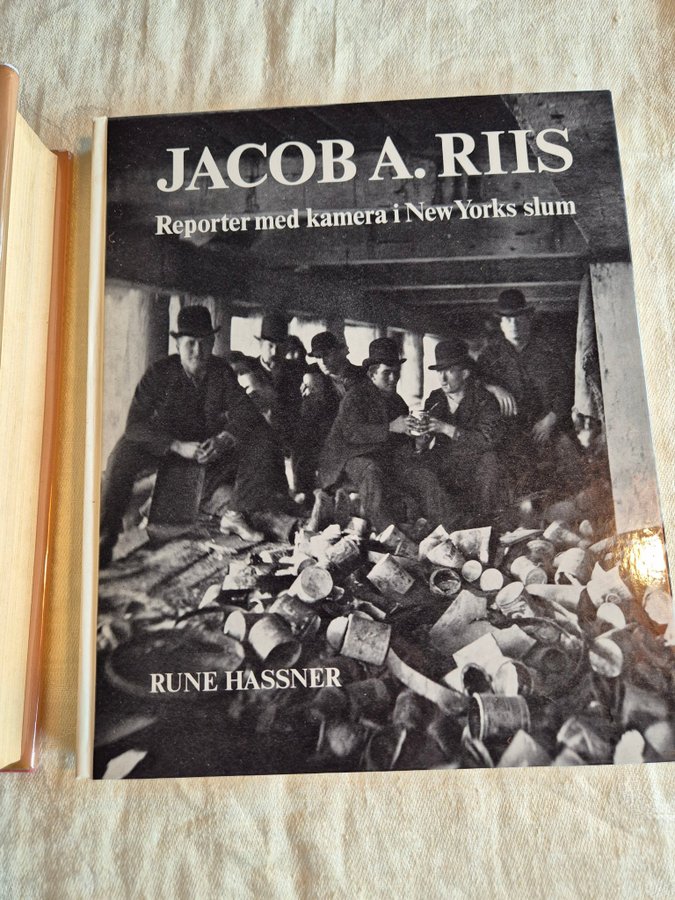 JACOB A. RIIS
Reporter med kamera i New Yorks slum
RUNE HASSNER